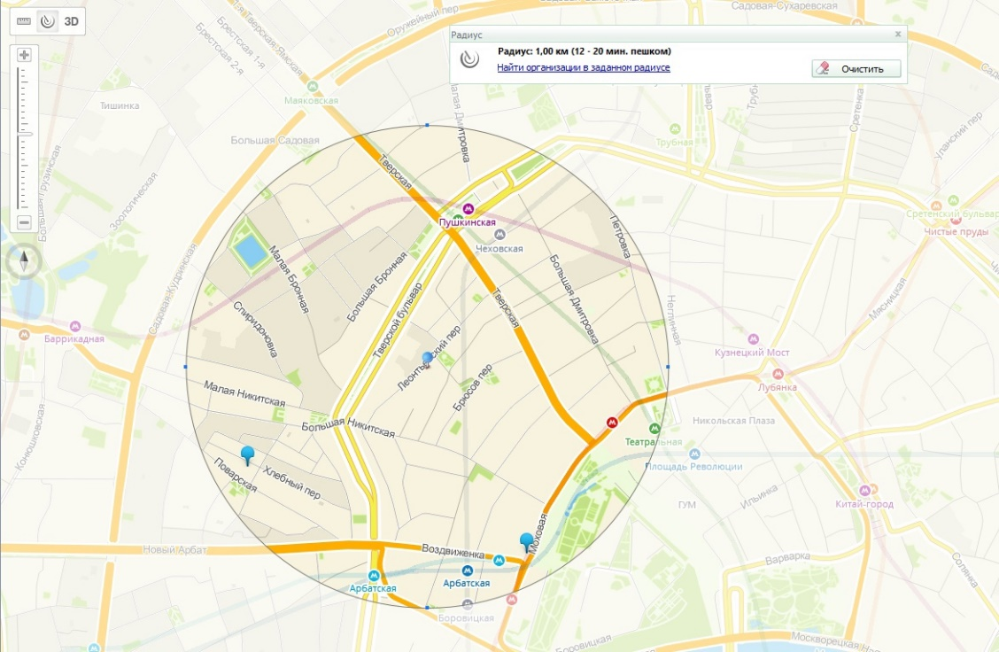 Садовая-Сухаревская
3D
Оружейный пер
Радиус
Радиус: 1,00 км (12 - 20 мин. пешком)
Найти организации в заданном радиусе
Очистить
1-я Тверская Ямская
Брестская 1-я
Брестская 2-я
Маяковская
Тишинка
Большая Садовая
Малая Дмитровка
Трубная
Сретенка
Уланский пер
Большая Грузинская
Зоологическая
Тверская
Пушкинская
Чеховская
Петровка
Сретенский бульвар
Чистые пруды
Садовая-Кудринская
Малая Бронная
Большая Бронная
Тверской бульвар
Тверская
Большая Дмитровка
Неглинная
Мясницкая
Спиридоновка
Баррикадная
Кузнецкий Мост
Леонтьевский пер
Брюсов пер
Лубянка
Малая Никитская
Большая Никитская
Никольская Плаза
Театральная
Конюшковская
Площадь Революции
Поварская
Хлебный пер
Ильинка
ГУМ
Китай-город
Новый Арбат
Воздвиженка
Моховая
Варварка
Солянка
Арбатская
Арбатская
Боровицкая
Боровицкая
Москворецкая Наб